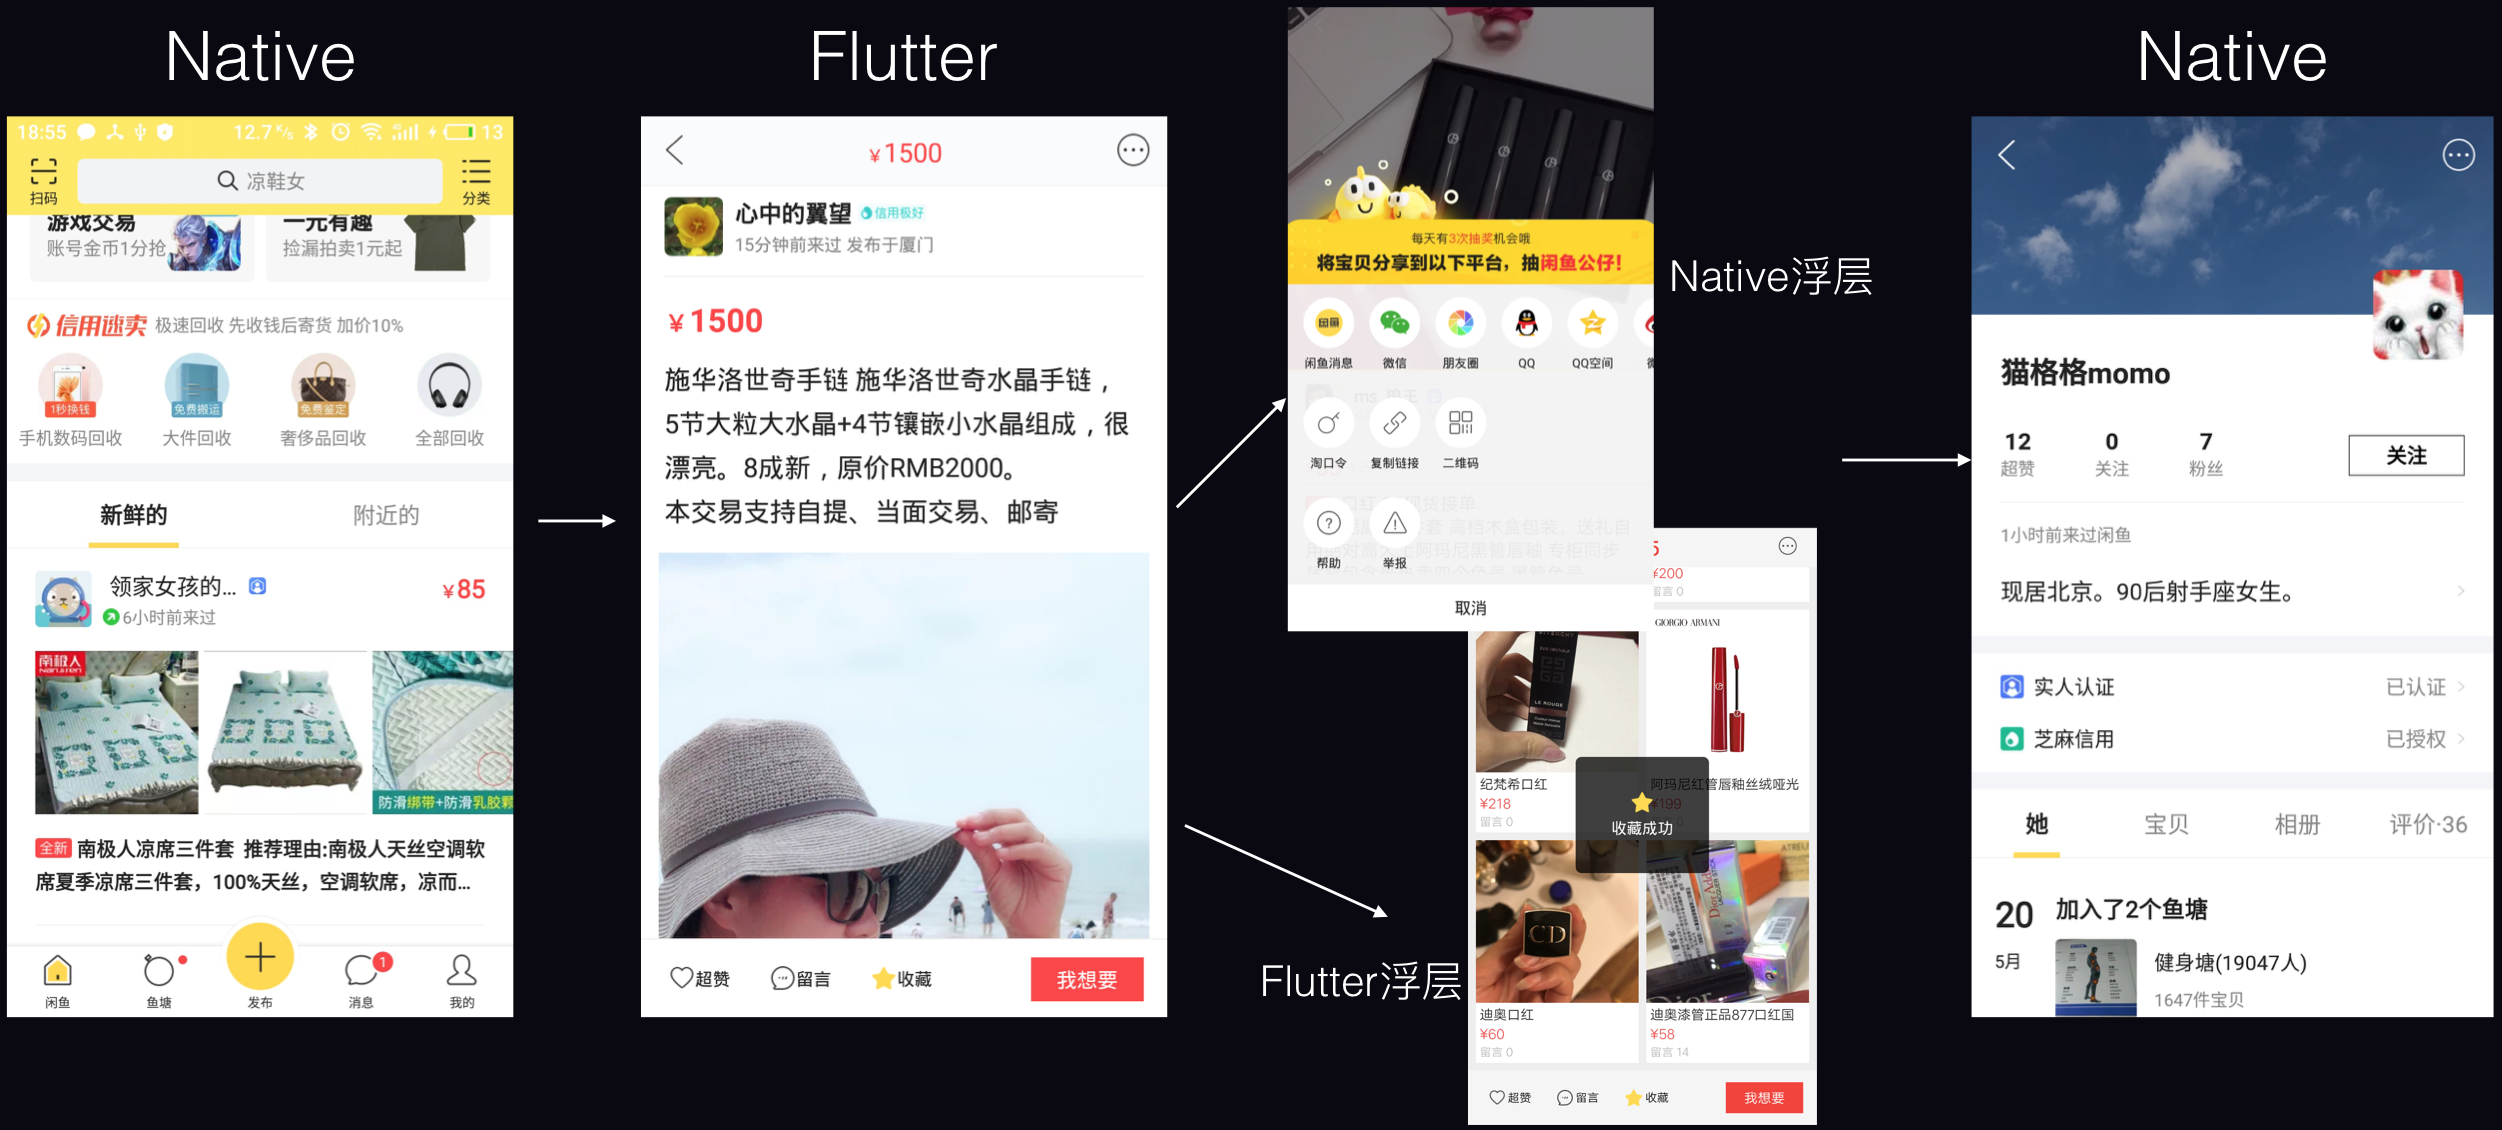 Native
18:55 12.7 K/s 4G 13
扫码
凉鞋女
分类
游戏交易
账号金币1分抢
一元有趣
捡漏拍卖1元起
信用速卖 极速回收 先收钱后寄货 加价10%
1秒换钱
免费搬运
免费鉴定
手机数码回收
大件回收
奢侈品回收
全部回收
新鲜的
附近的
领家女孩的...
¥85
6小时前来过
南极人
防滑绑带+防滑乳胶颗
全新 南极人凉席三件套 推荐理由:南极人天丝空调软
席夏季凉席三件套，100%天丝，空调软席，凉而...
1
闲鱼
鱼塘
发布
消息
我的
Flutter
¥1500
心中的翼望 信用极好
15分钟前来过 发布于厦门
¥1500
施华洛世奇手链 施华洛世奇水晶手链，
5节大粒大水晶+4节镶嵌小水晶组成，很
漂亮。8成新，原价RMB2000。
本交易支持自提、当面交易、邮寄
超赞
留言
收藏
我想要
每天有3次抽奖机会哦
将宝贝分享到以下平台，抽闲鱼公仔!
闲鱼
闲鱼消息
微信
朋友圈
QQ
QQ空间
淘口令
复制链接
二维码
帮助
举报
取消
Native浮层
5
¥200
留言 0
GIORGIO ARMANI
LE ROUGE
纪梵希口红
¥218
留言 0
阿玛尼红管唇釉丝绒哑光
¥199
收藏成功
CD
Dior Addict
Dior
迪奥口红
¥60
留言 0
迪奥漆管正品877口红国
¥58
留言 14
超赞
留言
收藏
我想要
Flutter浮层
Native
猫格格momo
12
超赞
0
关注
7
粉丝
关注
1小时前来过闲鱼
现居北京。90后射手座女生。
实人认证
已认证
芝麻信用
已授权
她
宝贝
相册
评价·36
20
5月
加入了2个鱼塘
健身塘(19047人)
1647件宝贝